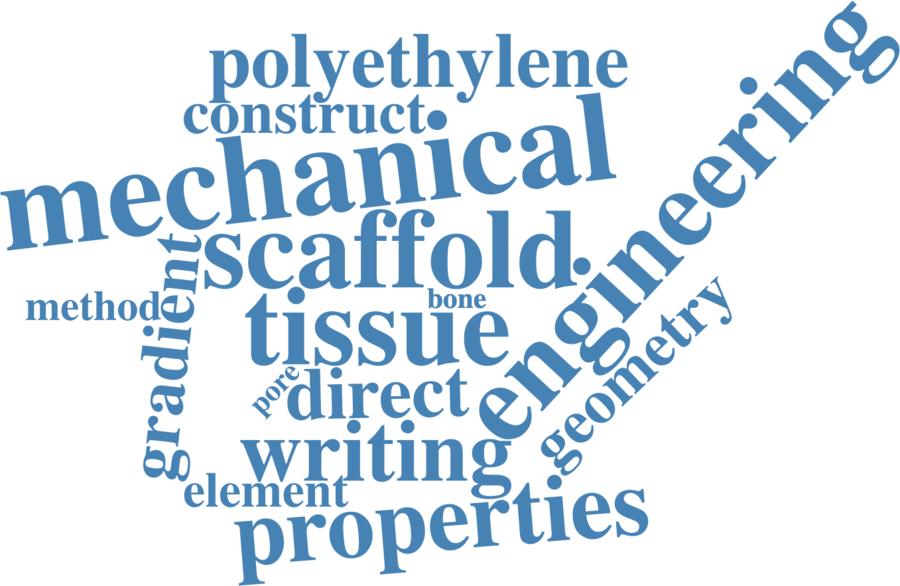 polyethylene
construct
mechanical
engineering
scaffold
gradient
method
bone
tissue
geometry
pore
direct
writing
element
properties